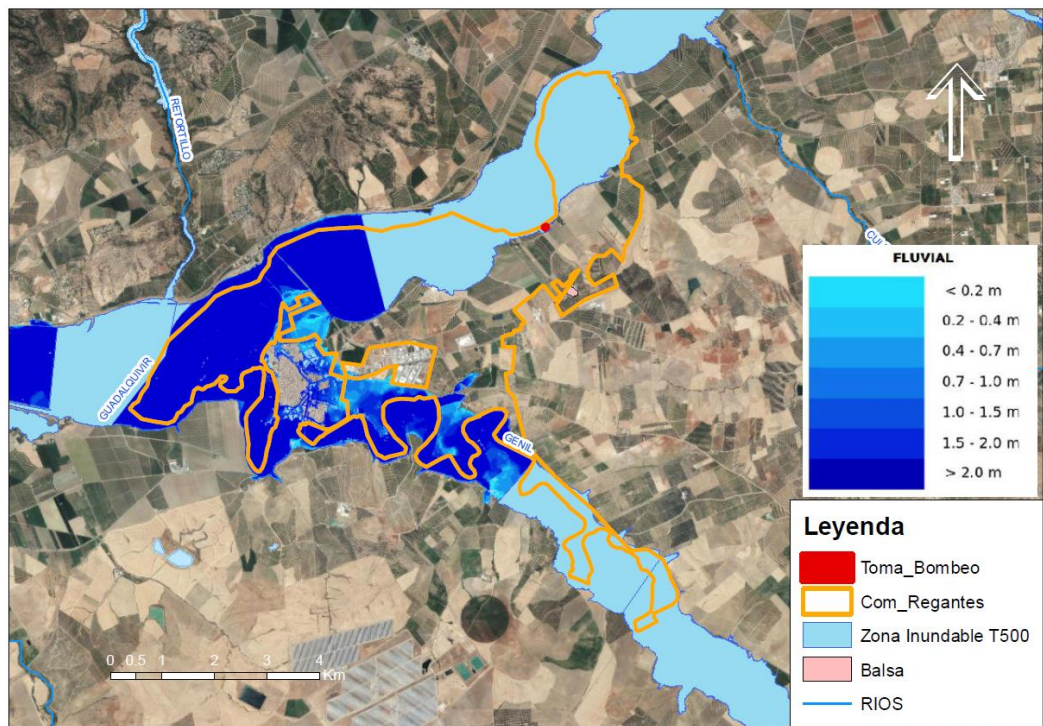 RETORTILLO
GUADALQUIVIR
GENIL
FLUVIAL
< 0.2 m
0.2 - 0.4 m
0.4 - 0.7 m
0.7 - 1.0 m
1.0 - 1.5 m
1.5 - 2.0 m
> 2.0 m
Leyenda
Toma_Bombeo
Com_Regantes
Zona Inundable T500
Balsa
RIOS
0 0.5 1 2 3 4
Km